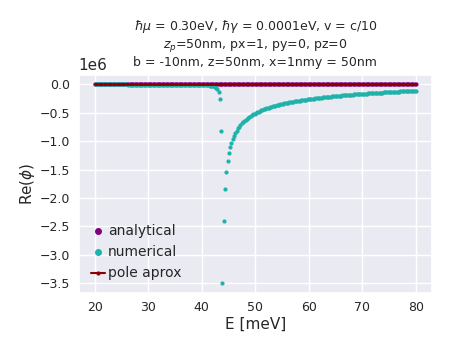 ℏμ = 0.30eV, ℏγ = 0.0001eV, v = c/10
zₚ=50nm, px=1, py=0, pz=0
b = -10nm, z=50nm, x=1nmy = 50nm
1e6
0.0
−0.5
−1.0
−1.5
−2.0
−2.5
−3.0
−3.5
Re(ϕ)
analytical
numerical
pole aprox
20 30 40 50 60 70 80
E [meV]